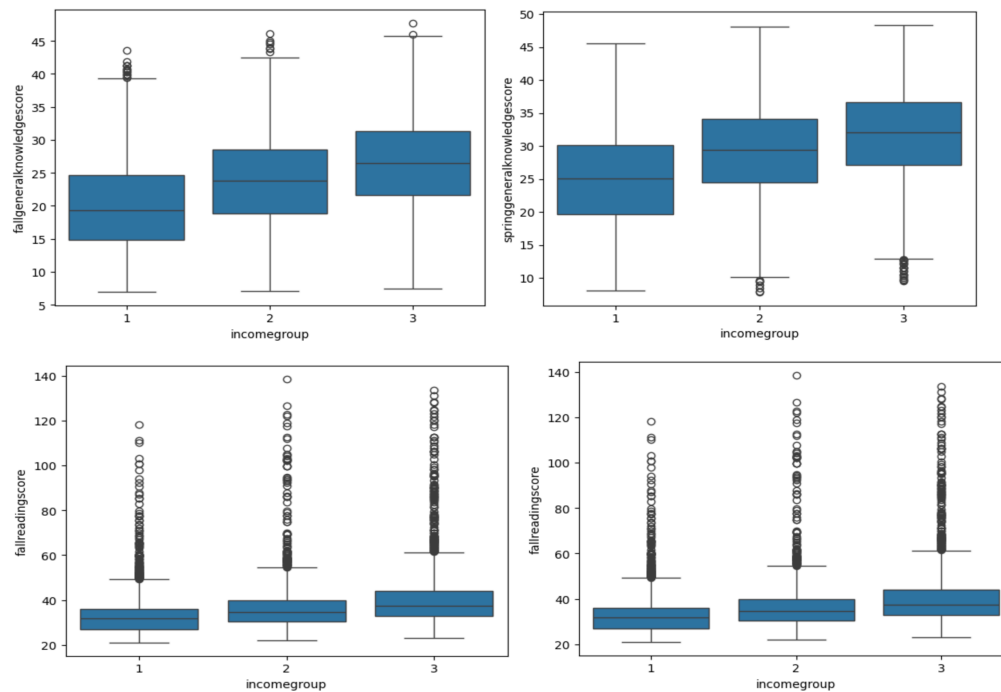 fallgeneralknowledgescore
45
40
35
30
25
20
15
10
5
1 2 3
incomegroup
springgeneralknowledgescore
50
45
40
35
30
25
20
15
10
1 2 3
incomegroup
fallreadingscore
140
120
100
80
60
40
20
1 2 3
incomegroup
fallreadingscore
140
120
100
80
60
40
20
1 2 3
incomegroup